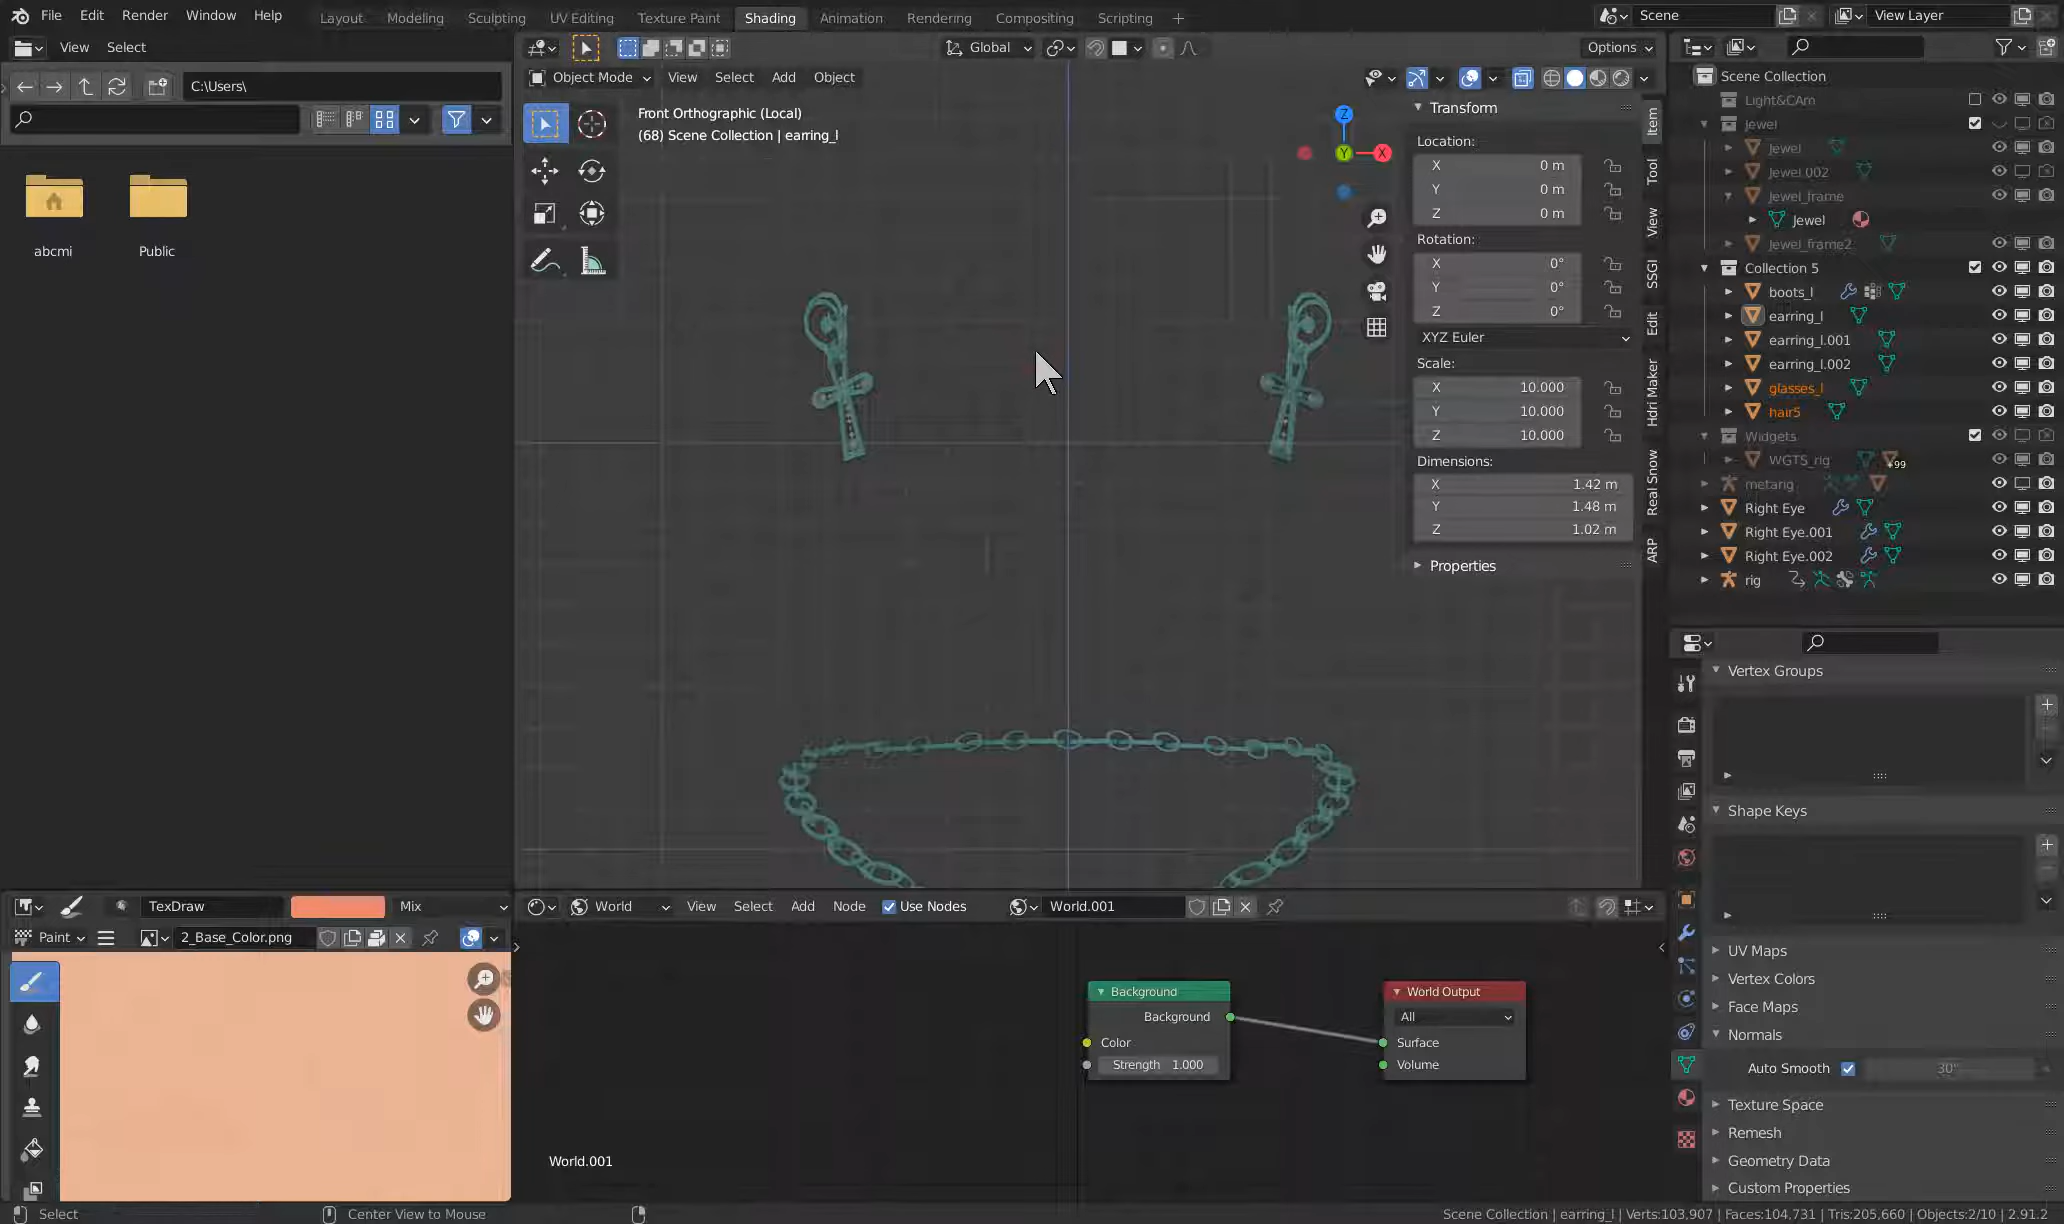 File Edit Render Window Help Layout Modeling Sculpting UV Editing Texture Paint Shading Animation Rendering Compositing Scripting + Scene View Layer
View Select
C:\Users\
abcmi Public
Global Options
Object Mode View Select Add Object
Front Orthographic (Local)
(68) Scene Collection | earring_l
Z
Y
X
Transform
Location:
X 0 m
Y 0 m
Z 0 m
Rotation:
X 0°
Y 0°
Z 0°
XYZ Euler
Scale:
X 10.000
Y 10.000
Z 10.000
Dimensions:
X 1.42 m
Y 1.48 m
Z 1.02 m
Properties
Item
Tool
View
SSGI
Edit
Hdri Maker
Real Snow
ARP
Scene Collection
Light&CAm
Jewel
Jewel
Jewel.002
Jewel_frame
Jewel
Jewel_frame2
Collection 5
boots_l
earring_l
earring_l.001
earring_l.002
glasses_l
hair5
Widgets
WGTS_rig +99
metarig
Right Eye
Right Eye.001
Right Eye.002
rig
Vertex Groups
Shape Keys
UV Maps
Vertex Colors
Face Maps
Normals
Auto Smooth 30°
Texture Space
Remesh
Geometry Data
Custom Properties
TexDraw Mix
Paint 2_Base_Color.png
World View Select Add Node Use Nodes World.001
Background
Background
Color
Strength 1.000
World Output
All
Surface
Volume
World.001
Select Center View to Mouse Scene Collection | earring_l | Verts:103,907 | Faces:104,731 | Tris:205,660 | Objects:2/10 | 2.91.2